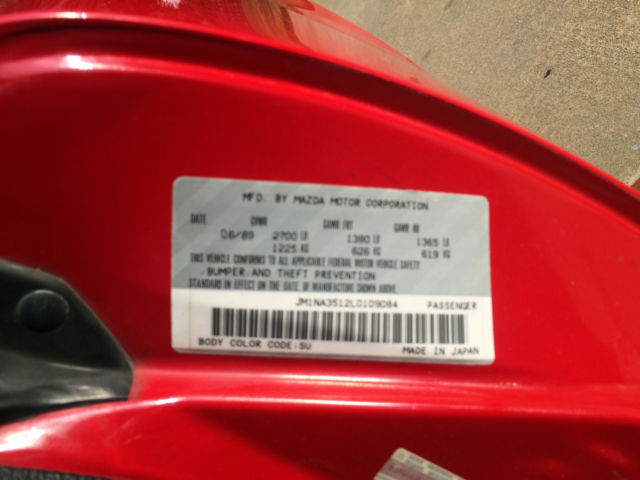 MFD. BY MAZDA MOTOR CORPORATION
DATE GVWR GAWR FRT GAWR RR
06/89 2700 LB 1380 LB 1365 LB
1225 KG 626 KG 619 KG
THIS VEHICLE CONFORMS TO ALL APPLICABLE FEDERAL MOTOR VEHICLE SAFETY
, BUMPER, AND THEFT PREVENTION
STANDARD IN EFFECT ON THE DATE OF MANUFACTURE SHOWN ABOVE.
JM1NA3512L0109084 PASSENGER
BODY COLOR CODE:SU MADE IN JAPAN